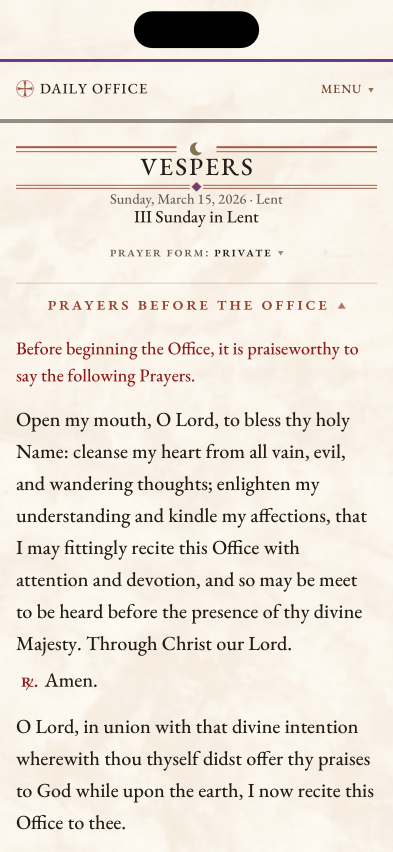 DAILY OFFICE
MENU ▼
VESPERS
Sunday, March 15, 2026 · Lent
III Sunday in Lent
PRAYER FORM: PRIVATE ▼
PRAYERS BEFORE THE OFFICE ▲
Before beginning the Office, it is praiseworthy to
say the following Prayers.
Open my mouth, O Lord, to bless thy holy
Name: cleanse my heart from all vain, evil,
and wandering thoughts; enlighten my
understanding and kindle my affections, that
I may fittingly recite this Office with
attention and devotion, and so may be meet
to be heard before the presence of thy divine
Majesty. Through Christ our Lord.
℞. Amen.
O Lord, in union with that divine intention
wherewith thou thyself didst offer thy praises
to God while upon the earth, I now recite this
Office to thee.